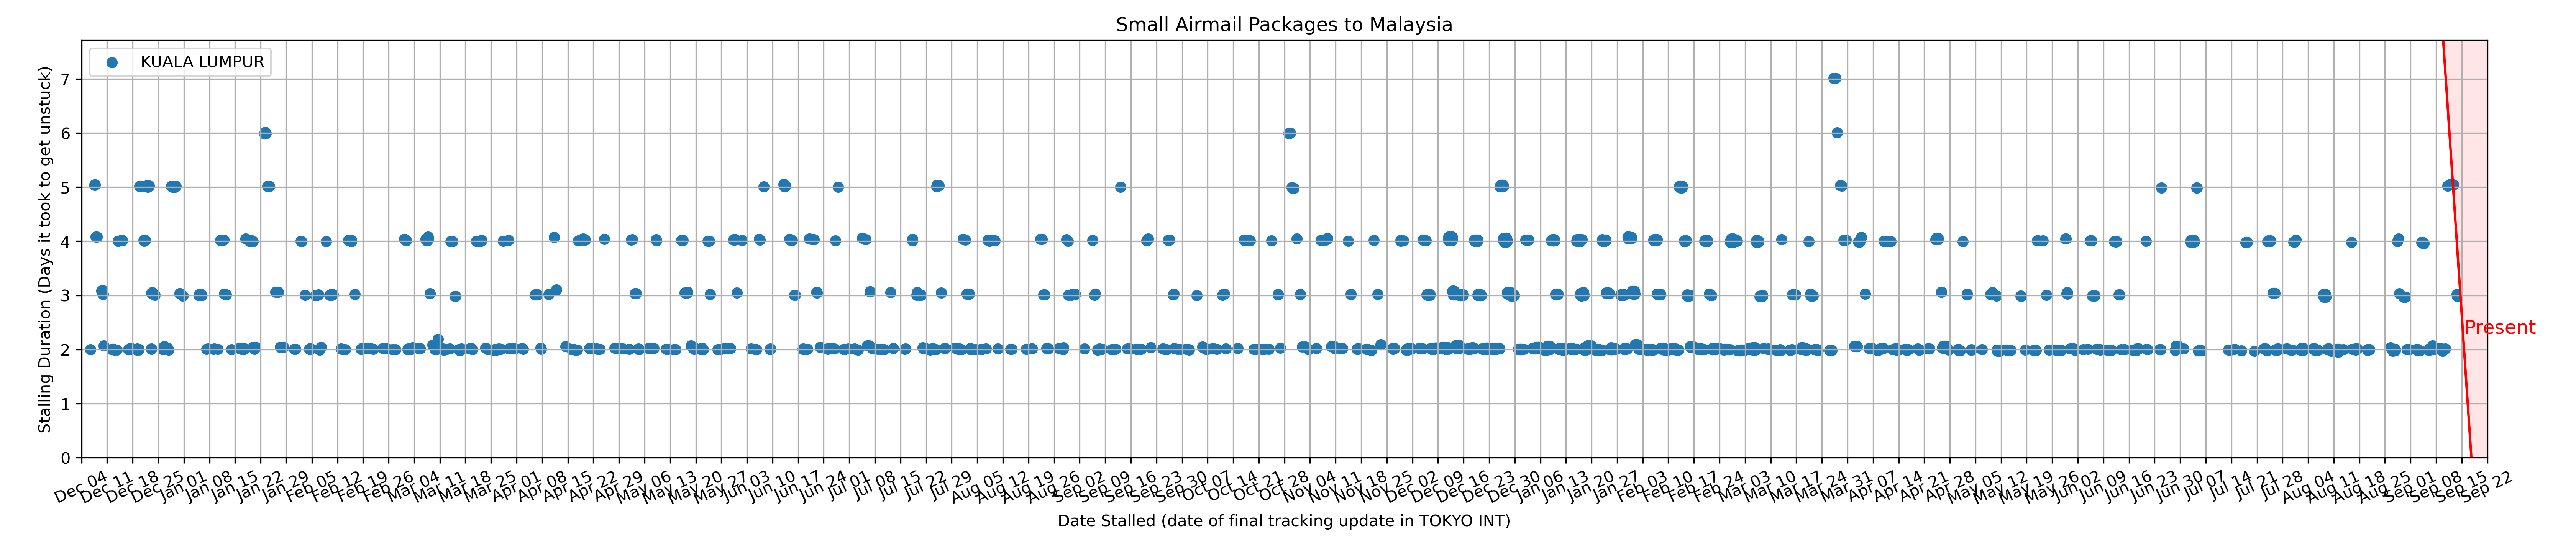 Small Airmail Packages to Malaysia
KUALA LUMPUR
Stalling Duration (Days it took to get unstuck)
7
6
5
4
3
2
1
0
Present
Dec 04
Dec 11
Dec 18
Dec 25
Jan 01
Jan 08
Jan 15
Jan 22
Jan 29
Feb 05
Feb 12
Feb 19
Feb 26
Mar 04
Mar 11
Mar 18
Mar 25
Apr 01
Apr 08
Apr 15
Apr 22
Apr 29
May 06
May 13
May 20
May 27
Jun 03
Jun 10
Jun 17
Jun 24
Jul 01
Jul 08
Jul 15
Jul 22
Jul 29
Aug 05
Aug 12
Aug 19
Aug 26
Sep 02
Sep 09
Sep 16
Sep 23
Sep 30
Oct 07
Oct 14
Oct 21
Oct 28
Nov 04
Nov 11
Nov 18
Nov 25
Dec 02
Dec 09
Dec 16
Dec 23
Dec 30
Jan 06
Jan 13
Jan 20
Jan 27
Feb 03
Feb 10
Feb 17
Feb 24
Mar 03
Mar 10
Mar 17
Mar 24
Mar 31
Apr 07
Apr 14
Apr 21
Apr 28
May 05
May 12
May 19
May 26
Jun 02
Jun 09
Jun 16
Jun 23
Jun 30
Jul 07
Jul 14
Jul 21
Jul 28
Aug 04
Aug 11
Aug 18
Aug 25
Sep 01
Sep 08
Sep 15
Sep 22
Date Stalled (date of final tracking update in TOKYO INT)